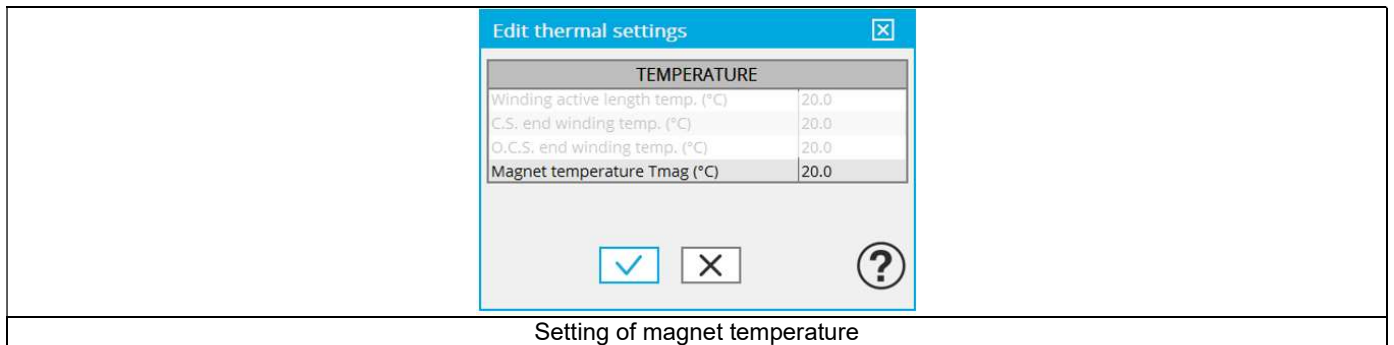 Edit thermal settings
TEMPERATURE
Winding active length temp. (°C) 20.0
C.S. end winding temp. (°C) 20.0
O.C.S. end winding temp. (°C) 20.0
Magnet temperature Tmag (°C) 20.0
?
Setting of magnet temperature